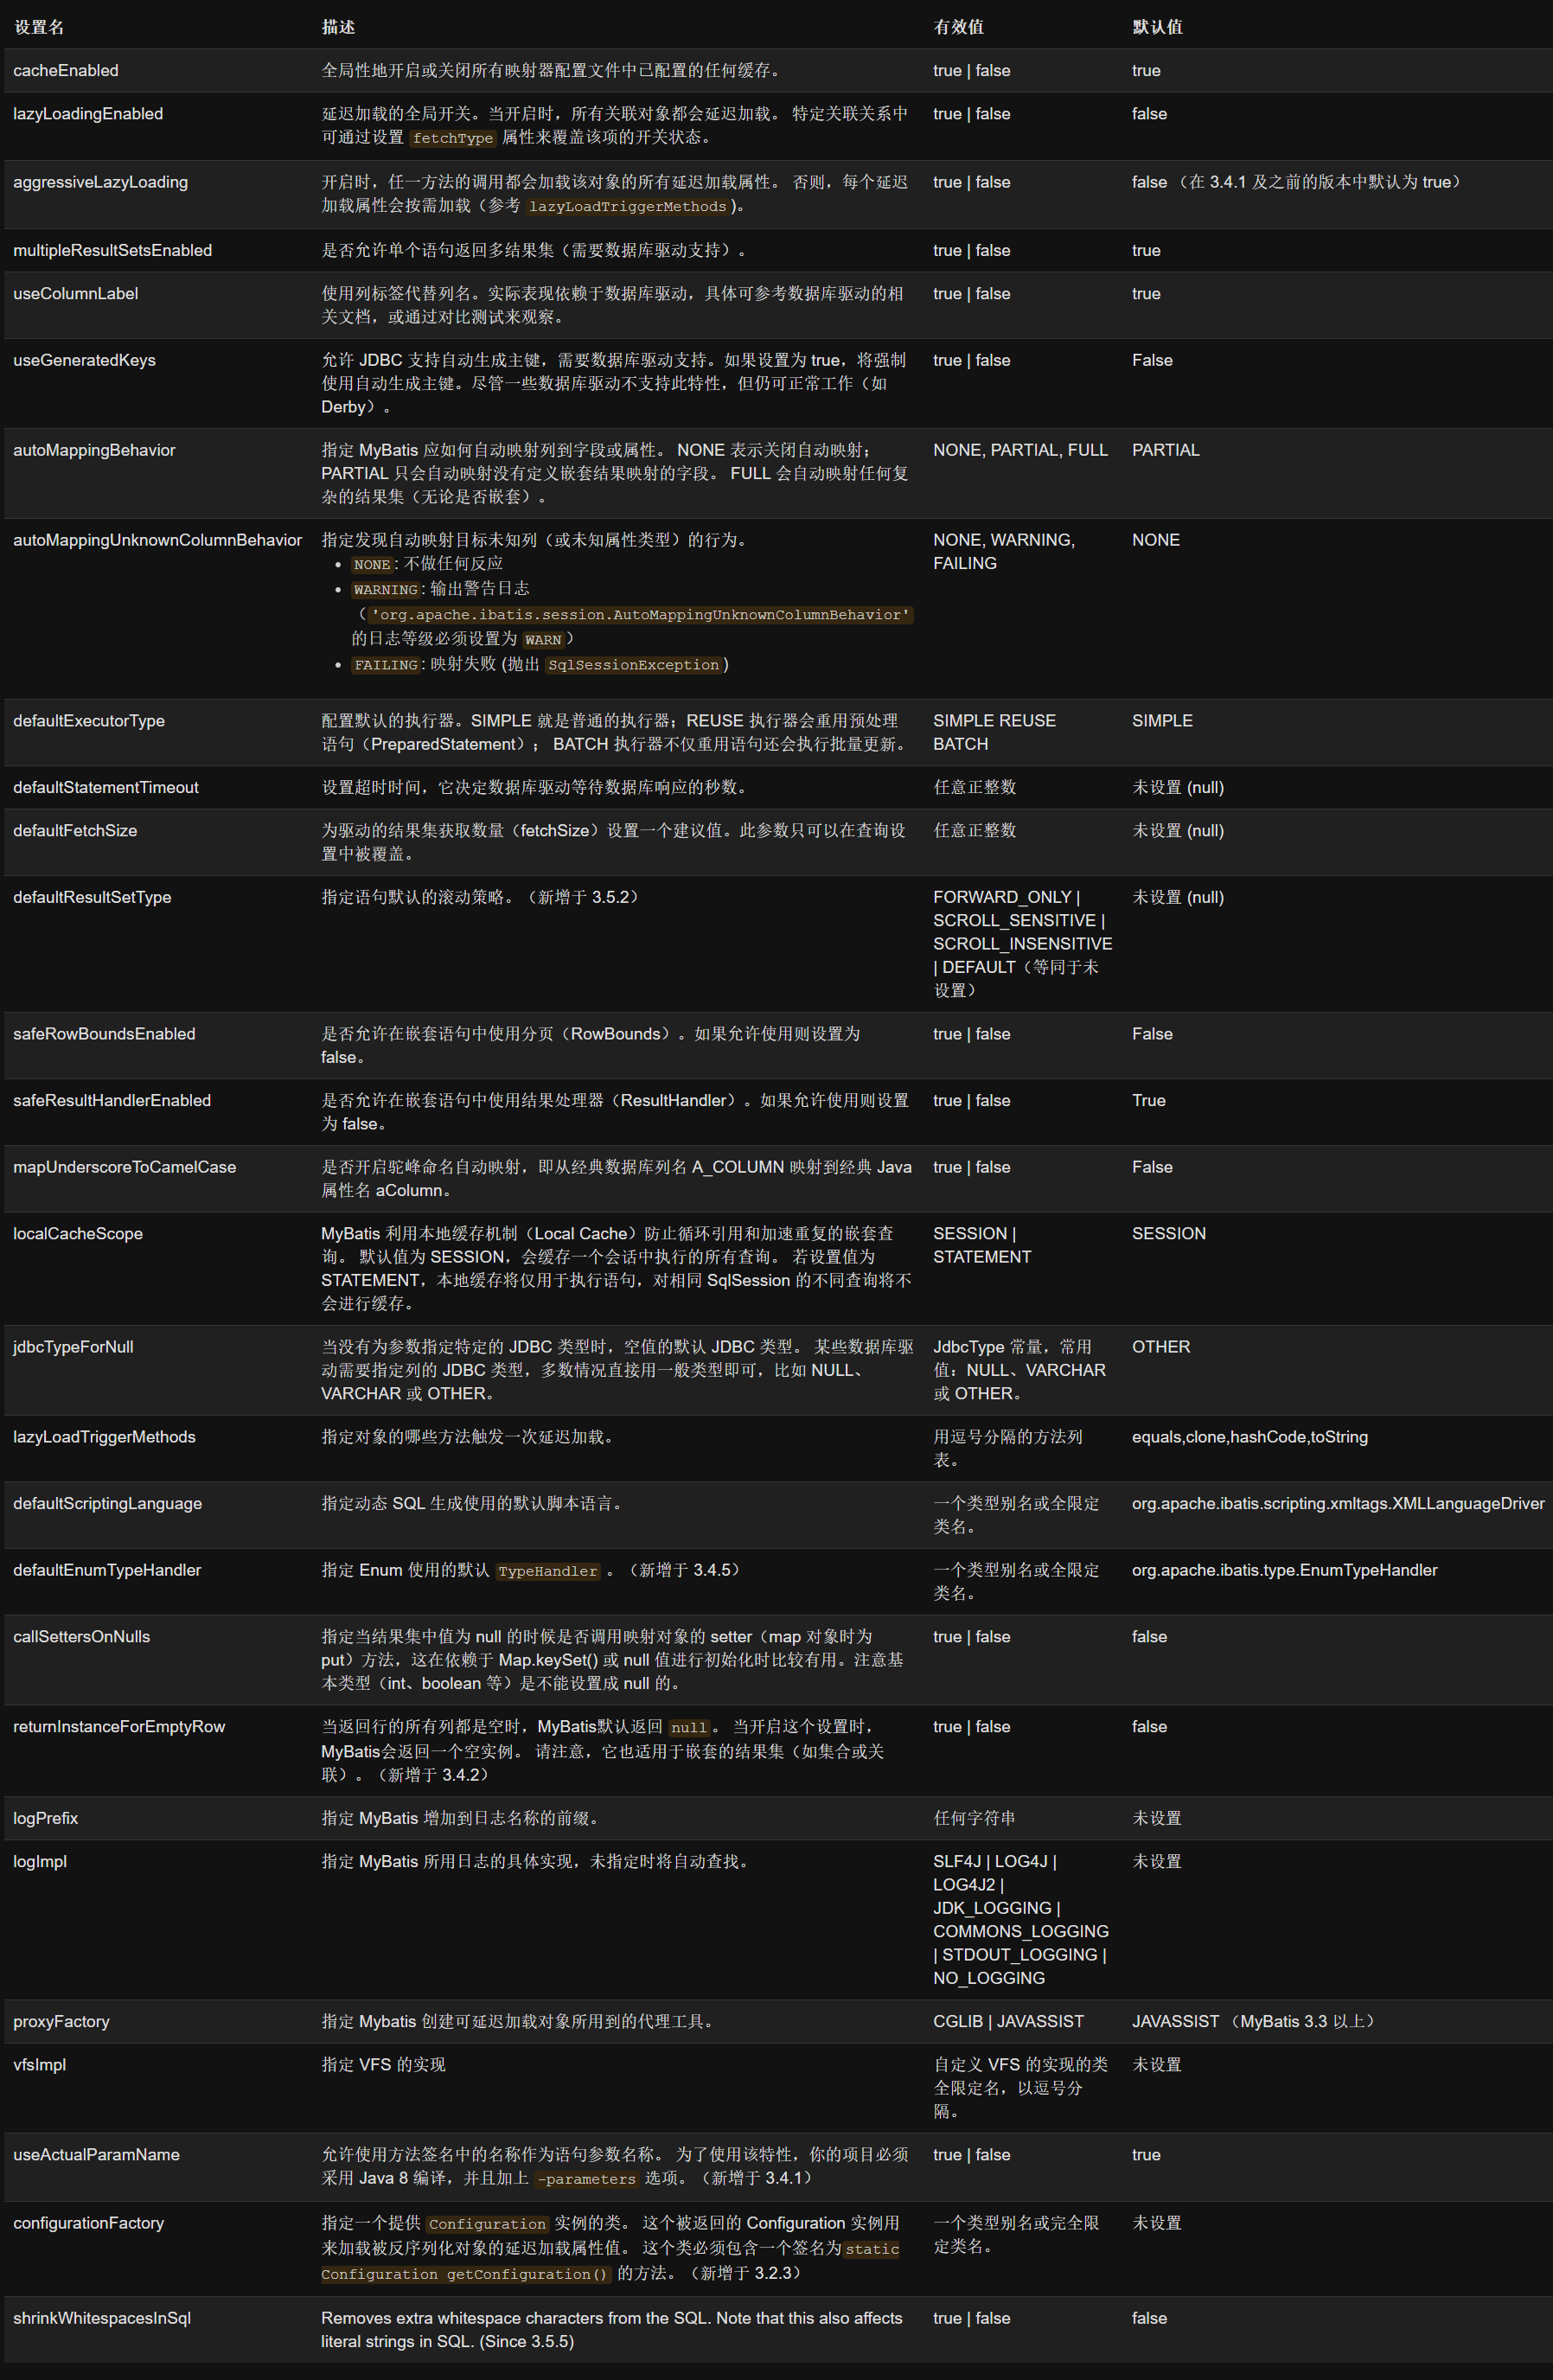 设置名 描述 有效值 默认值
cacheEnabled 全局性地开启或关闭所有映射器配置文件中已配置的任何缓存。 true | false true
lazyLoadingEnabled 延迟加载的全局开关。当开启时，所有关联对象都会延迟加载。 特定关联关系中 true | false false
可通过设置 fetchType 属性来覆盖该项的开关状态。
aggressiveLazyLoading 开启时，任一方法的调用都会加载该对象的所有延迟加载属性。 否则，每个延迟 true | false false （在 3.4.1 及之前的版本中默认为 true）
加载属性会按需加载（参考 lazyLoadTriggerMethods)。
multipleResultSetsEnabled 是否允许单个语句返回多结果集（需要数据库驱动支持）。 true | false true
useColumnLabel 使用列标签代替列名。实际表现依赖于数据库驱动，具体可参考数据库驱动的相 true | false true
关文档，或通过对比测试来观察。
useGeneratedKeys 允许 JDBC 支持自动生成主键，需要数据库驱动支持。如果设置为 true，将强制 true | false False
使用自动生成主键。尽管一些数据库驱动不支持此特性，但仍可正常工作（如
Derby）。
autoMappingBehavior 指定 MyBatis 应如何自动映射列到字段或属性。 NONE 表示关闭自动映射； NONE, PARTIAL, FULL PARTIAL
PARTIAL 只会自动映射没有定义嵌套结果映射的字段。 FULL 会自动映射任何复
杂的结果集（无论是否嵌套）。
autoMappingUnknownColumnBehavior 指定发现自动映射目标未知列（或未知属性类型）的行为。 NONE, WARNING, NONE
• NONE: 不做任何反应 FAILING
• WARNING: 输出警告日志
（'org.apache.ibatis.session.AutoMappingUnknownColumnBehavior'
的日志等级必须设置为 WARN）
• FAILING: 映射失败 (抛出 SqlSessionException)
defaultExecutorType 配置默认的执行器。SIMPLE 就是普通的执行器；REUSE 执行器会重用预处理 SIMPLE REUSE SIMPLE
语句（PreparedStatement）； BATCH 执行器不仅重用语句还会执行批量更新。 BATCH
defaultStatementTimeout 设置超时时间，它决定数据库驱动等待数据库响应的秒数。 任意正整数 未设置 (null)
defaultFetchSize 为驱动的结果集获取数量（fetchSize）设置一个建议值。此参数只可以在查询设 任意正整数 未设置 (null)
置中被覆盖。
defaultResultSetType 指定语句默认的滚动策略。（新增于 3.5.2） FORWARD_ONLY | 未设置 (null)
SCROLL_SENSITIVE |
SCROLL_INSENSITIVE
| DEFAULT（等同于未
设置）
safeRowBoundsEnabled 是否允许在嵌套语句中使用分页（RowBounds）。如果允许使用则设置为 true | false False
false。
safeResultHandlerEnabled 是否允许在嵌套语句中使用结果处理器（ResultHandler）。如果允许使用则设置 true | false True
为 false。
mapUnderscoreToCamelCase 是否开启驼峰命名自动映射，即从经典数据库列名 A_COLUMN 映射到经典 Java true | false False
属性名 aColumn。
localCacheScope MyBatis 利用本地缓存机制（Local Cache）防止循环引用和加速重复的嵌套查 SESSION | SESSION
询。 默认值为 SESSION，会缓存一个会话中执行的所有查询。 若设置值为 STATEMENT
STATEMENT，本地缓存将仅用于执行语句，对相同 SqlSession 的不同查询将不
会进行缓存。
jdbcTypeForNull 当没有为参数指定特定的 JDBC 类型时，空值的默认 JDBC 类型。 某些数据库驱 JdbcType 常量，常用 OTHER
动需要指定列的 JDBC 类型，多数情况直接用一般类型即可，比如 NULL、 值：NULL、VARCHAR
VARCHAR 或 OTHER。 或 OTHER。
lazyLoadTriggerMethods 指定对象的哪些方法触发一次延迟加载。 用逗号分隔的方法列 equals,clone,hashCode,toString
表。
defaultScriptingLanguage 指定动态 SQL 生成使用的默认脚本语言。 一个类型别名或全限定 org.apache.ibatis.scripting.xmltags.XMLLanguageDriver
类名。
defaultEnumTypeHandler 指定 Enum 使用的默认 TypeHandler 。（新增于 3.4.5） 一个类型别名或全限定 org.apache.ibatis.type.EnumTypeHandler
类名。
callSettersOnNulls 指定当结果集中值为 null 的时候是否调用映射对象的 setter（map 对象时为 true | false false
put）方法，这在依赖于 Map.keySet() 或 null 值进行初始化时比较有用。注意基
本类型（int、boolean 等）是不能设置成 null 的。
returnInstanceForEmptyRow 当返回行的所有列都是空时，MyBatis默认返回 null。 当开启这个设置时， true | false false
MyBatis会返回一个空实例。 请注意，它也适用于嵌套的结果集（如集合或关
联）。（新增于 3.4.2）
logPrefix 指定 MyBatis 增加到日志名称的前缀。 任何字符串 未设置
logImpl 指定 MyBatis 所用日志的具体实现，未指定时将自动查找。 SLF4J | LOG4J | 未设置
LOG4J2 |
JDK_LOGGING |
COMMONS_LOGGING
| STDOUT_LOGGING |
NO_LOGGING
proxyFactory 指定 Mybatis 创建可延迟加载对象所用到的代理工具。 CGLIB | JAVASSIST JAVASSIST （MyBatis 3.3 以上）
vfsImpl 指定 VFS 的实现 自定义 VFS 的实现的类 未设置
全限定名，以逗号分
隔。
useActualParamName 允许使用方法签名中的名称作为语句参数名称。 为了使用该特性，你的项目必须 true | false true
采用 Java 8 编译，并且加上 -parameters 选项。（新增于 3.4.1）
configurationFactory 指定一个提供 Configuration 实例的类。 这个被返回的 Configuration 实例用 一个类型别名或完全限 未设置
来加载被反序列化对象的延迟加载属性值。 这个类必须包含一个签名为static 定类名。
Configuration getConfiguration() 的方法。（新增于 3.2.3）
shrinkWhitespacesInSql Removes extra whitespace characters from the SQL. Note that this also affects true | false false
literal strings in SQL. (Since 3.5.5)